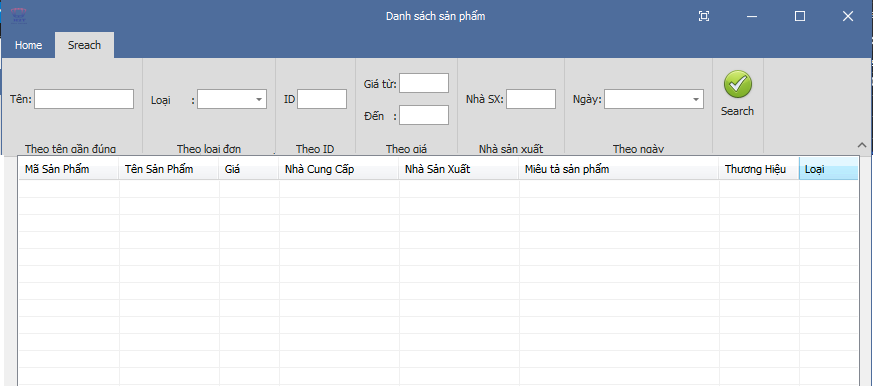 Danh sách sản phẩm
Home Sreach
Tên: Loại : ID Giá từ: Đến : Nhà SX: Ngày: Search
Theo tên gần đúng Theo loại đơn Theo ID Theo giá Nhà sản xuất Theo ngày
Mã Sản Phẩm Tên Sản Phẩm Giá Nhà Cung Cấp Nhà Sản Xuất Miêu tả sản phẩm Thương Hiệu Loại